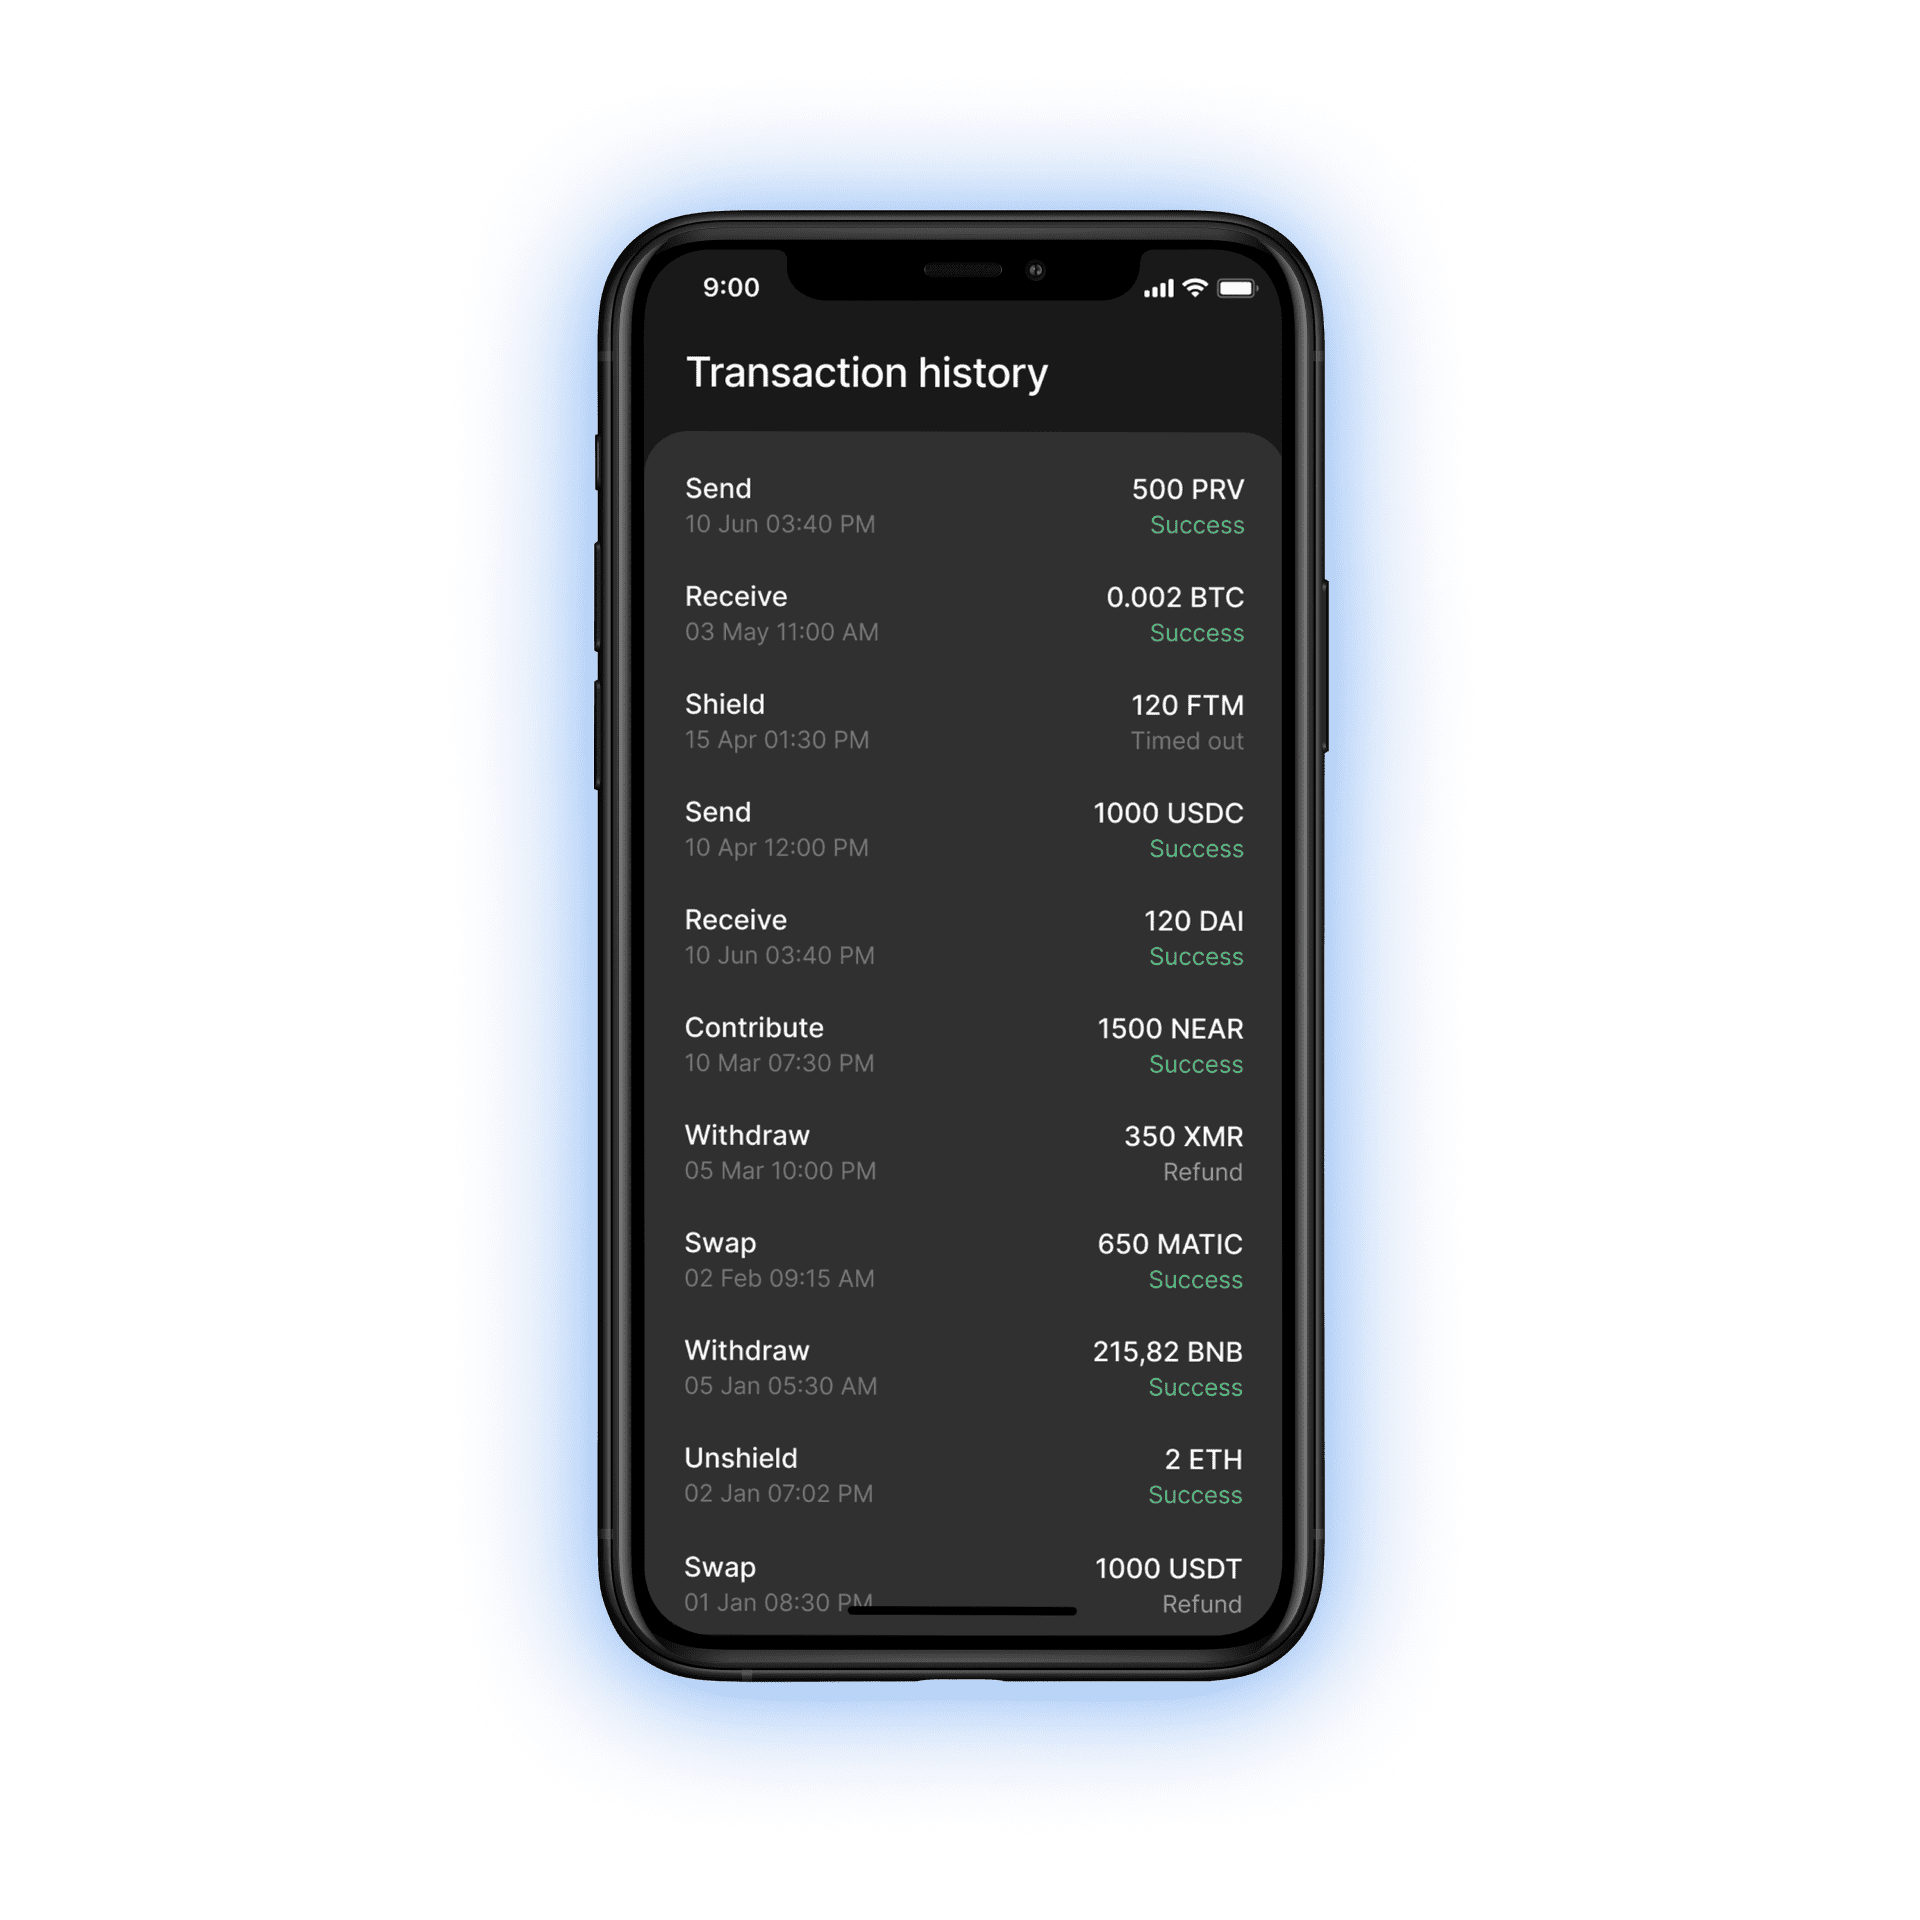 9:00
Transaction history
Send 500 PRV
10 Jun 03:40 PM Success
Receive 0.002 BTC
03 May 11:00 AM Success
Shield 120 FTM
15 Apr 01:30 PM Timed out
Send 1000 USDC
10 Apr 12:00 PM Success
Receive 120 DAI
10 Jun 03:40 PM Success
Contribute 1500 NEAR
10 Mar 07:30 PM Success
Withdraw 350 XMR
05 Mar 10:00 PM Refund
Swap 650 MATIC
02 Feb 09:15 AM Success
Withdraw 215,82 BNB
05 Jan 05:30 AM Success
Unshield 2 ETH
02 Jan 07:02 PM Success
Swap 1000 USDT
01 Jan 08:30 PM Refund